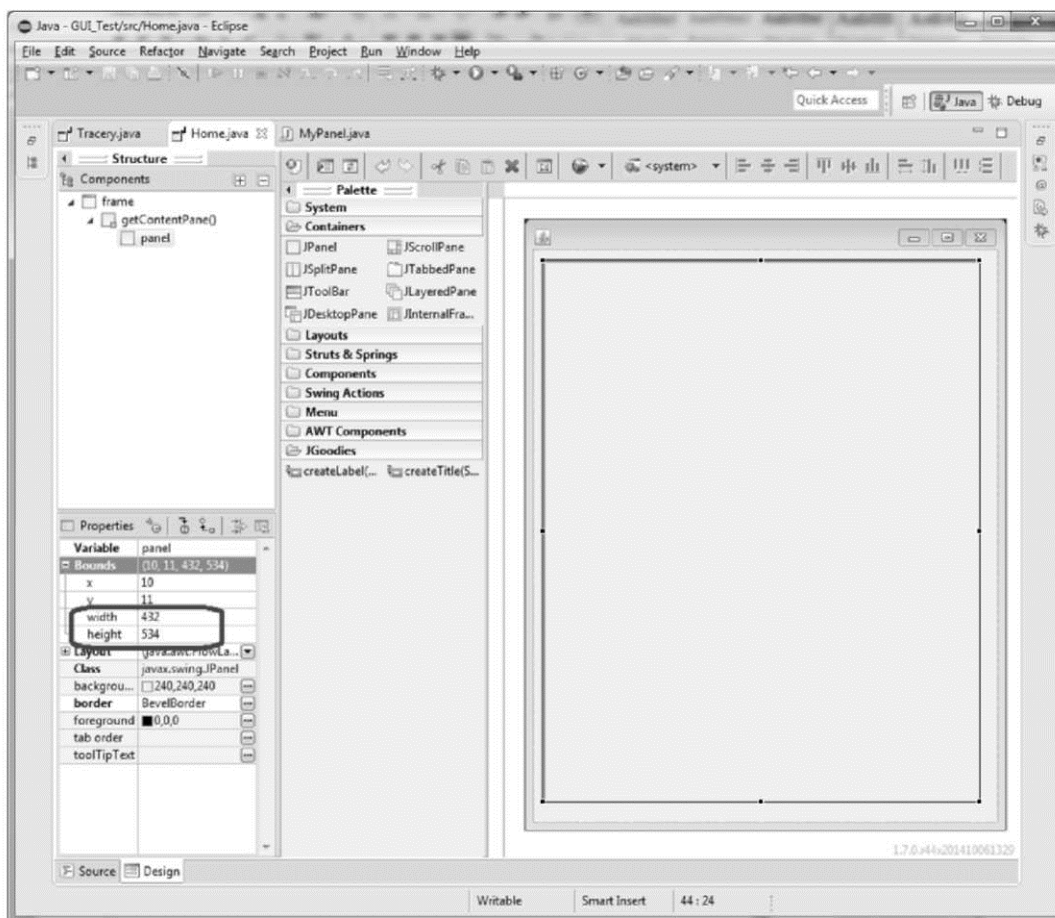 Java - GUI_Test/src/Home.java - Eclipse
File Edit Source Refactor Navigate Search Project Run Window Help
Quick Access
Java
Debug
Tracery.java
Home.java
MyPanel.java
Structure
Components
frame
getContentPane()
panel
Palette
System
Containers
JPanel
JScrollPane
JSplitPane
JTabbedPane
JToolBar
JLayeredPane
JDesktopPane
JInternalFra...
Layouts
Struts & Springs
Components
Swing Actions
Menu
AWT Components
JGoodies
createLabel(...
createTitle(S...
<system>
Properties
Variable panel
Bounds (10, 11, 432, 534)
x 10
y 11
width 432
height 534
Layout (java.awt.FlowLa...
Class javax.swing.JPanel
backgrou... 240,240,240
border BevelBorder
foreground 0,0,0
tab order
toolTipText
Source
Design
Writable
Smart Insert
44 : 24